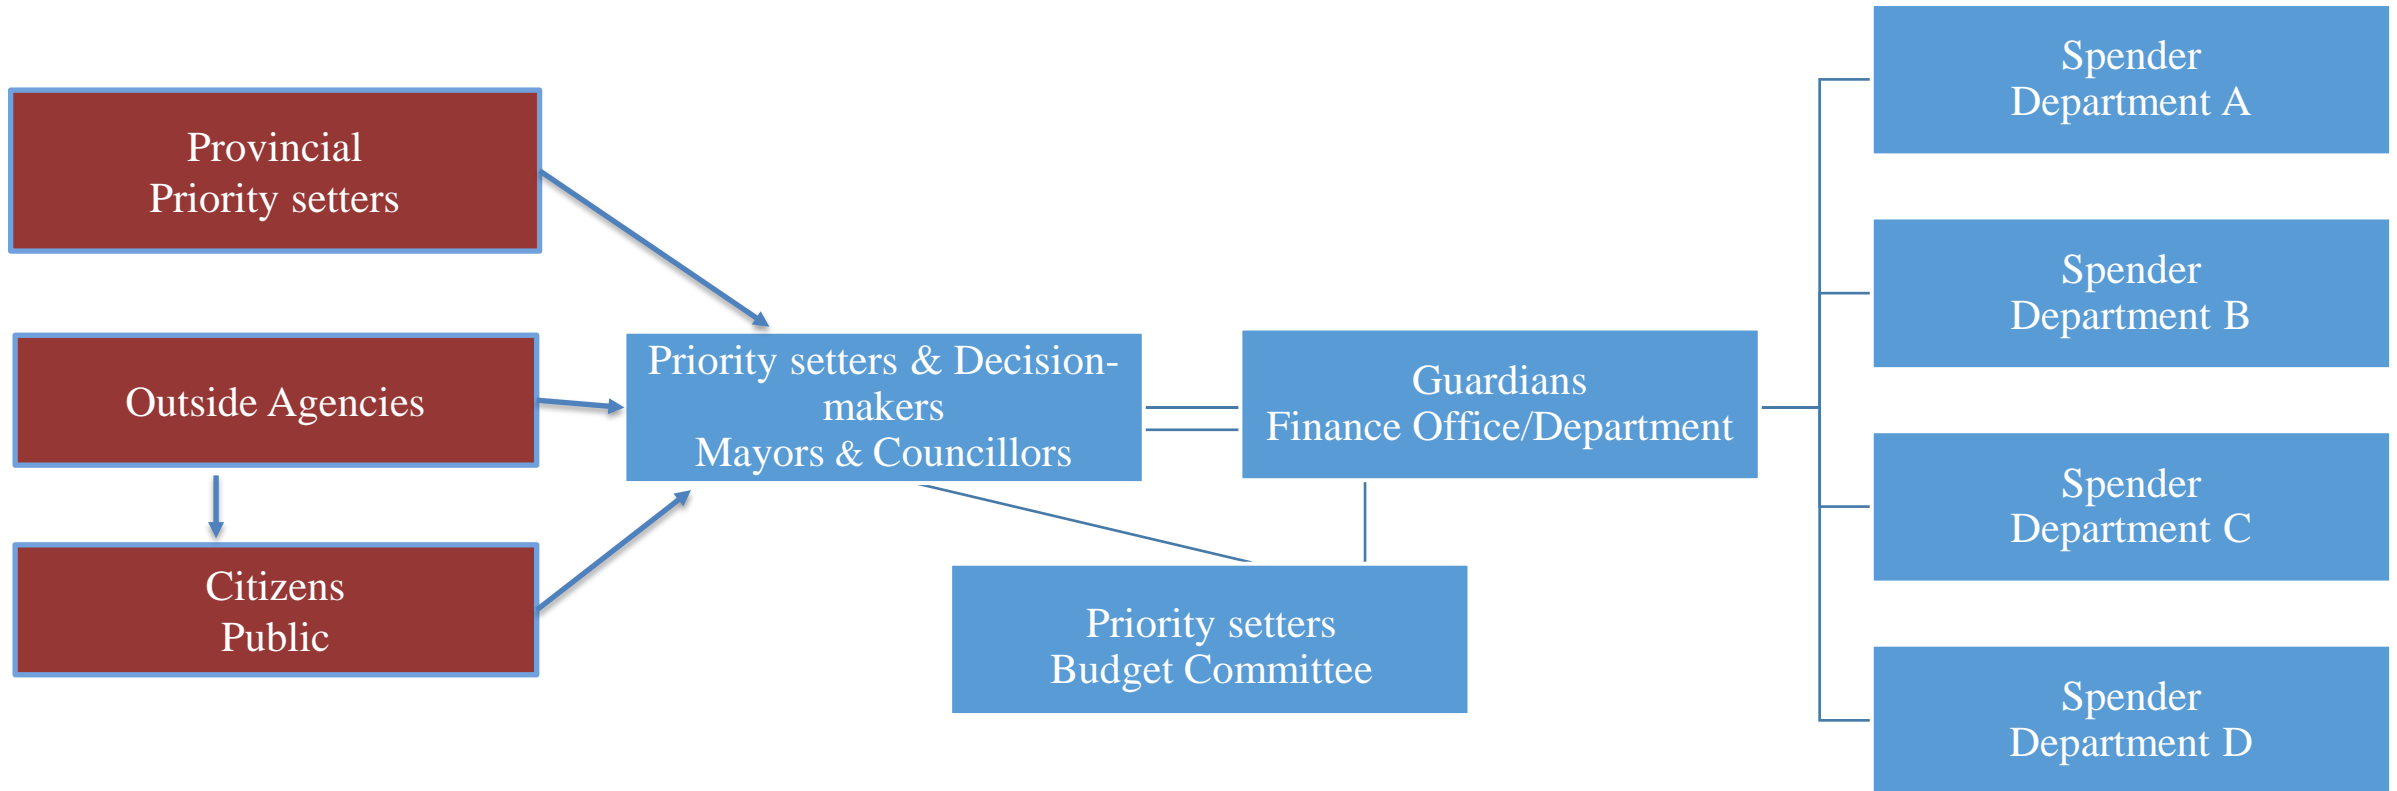 Provincial
Priority setters
Outside Agencies
Citizens
Public
Priority setters & Decision-
makers
Mayors & Councillors
Guardians
Finance Office/Department
Priority setters
Budget Committee
Spender
Department A
Spender
Department B
Spender
Department C
Spender
Department D